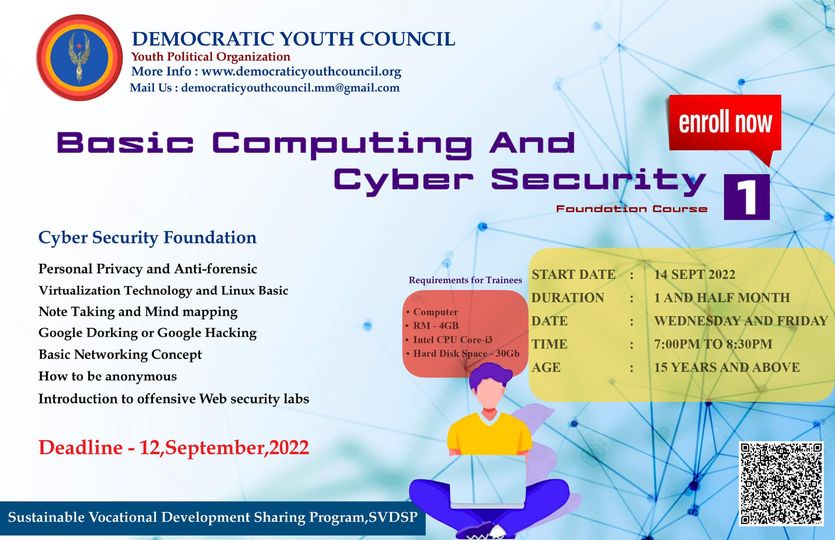 DEMOCRATIC YOUTH COUNCIL
Youth Political Organization
More Info : www.democraticyouthcouncil.org
Mail Us : democraticyouthcouncil.mm@gmail.com
enroll now
Basic Computing And
Cyber Security 1
Foundation Course
Cyber Security Foundation
Personal Privacy and Anti-forensic
Virtualization Technology and Linux Basic
Note Taking and Mind mapping
Google Dorking or Google Hacking
Basic Networking Concept
How to be anonymous
Introduction to offensive Web security labs
Requirements for Trainees
• Computer
• RM - 4GB
• Intel CPU Core-i3
• Hard Disk Space - 30Gb
START DATE : 14 SEPT 2022
DURATION : 1 AND HALF MONTH
DATE : WEDNESDAY AND FRIDAY
TIME : 7:00PM TO 8:30PM
AGE : 15 YEARS AND ABOVE
Deadline - 12,September,2022
Sustainable Vocational Development Sharing Program,SVDSP